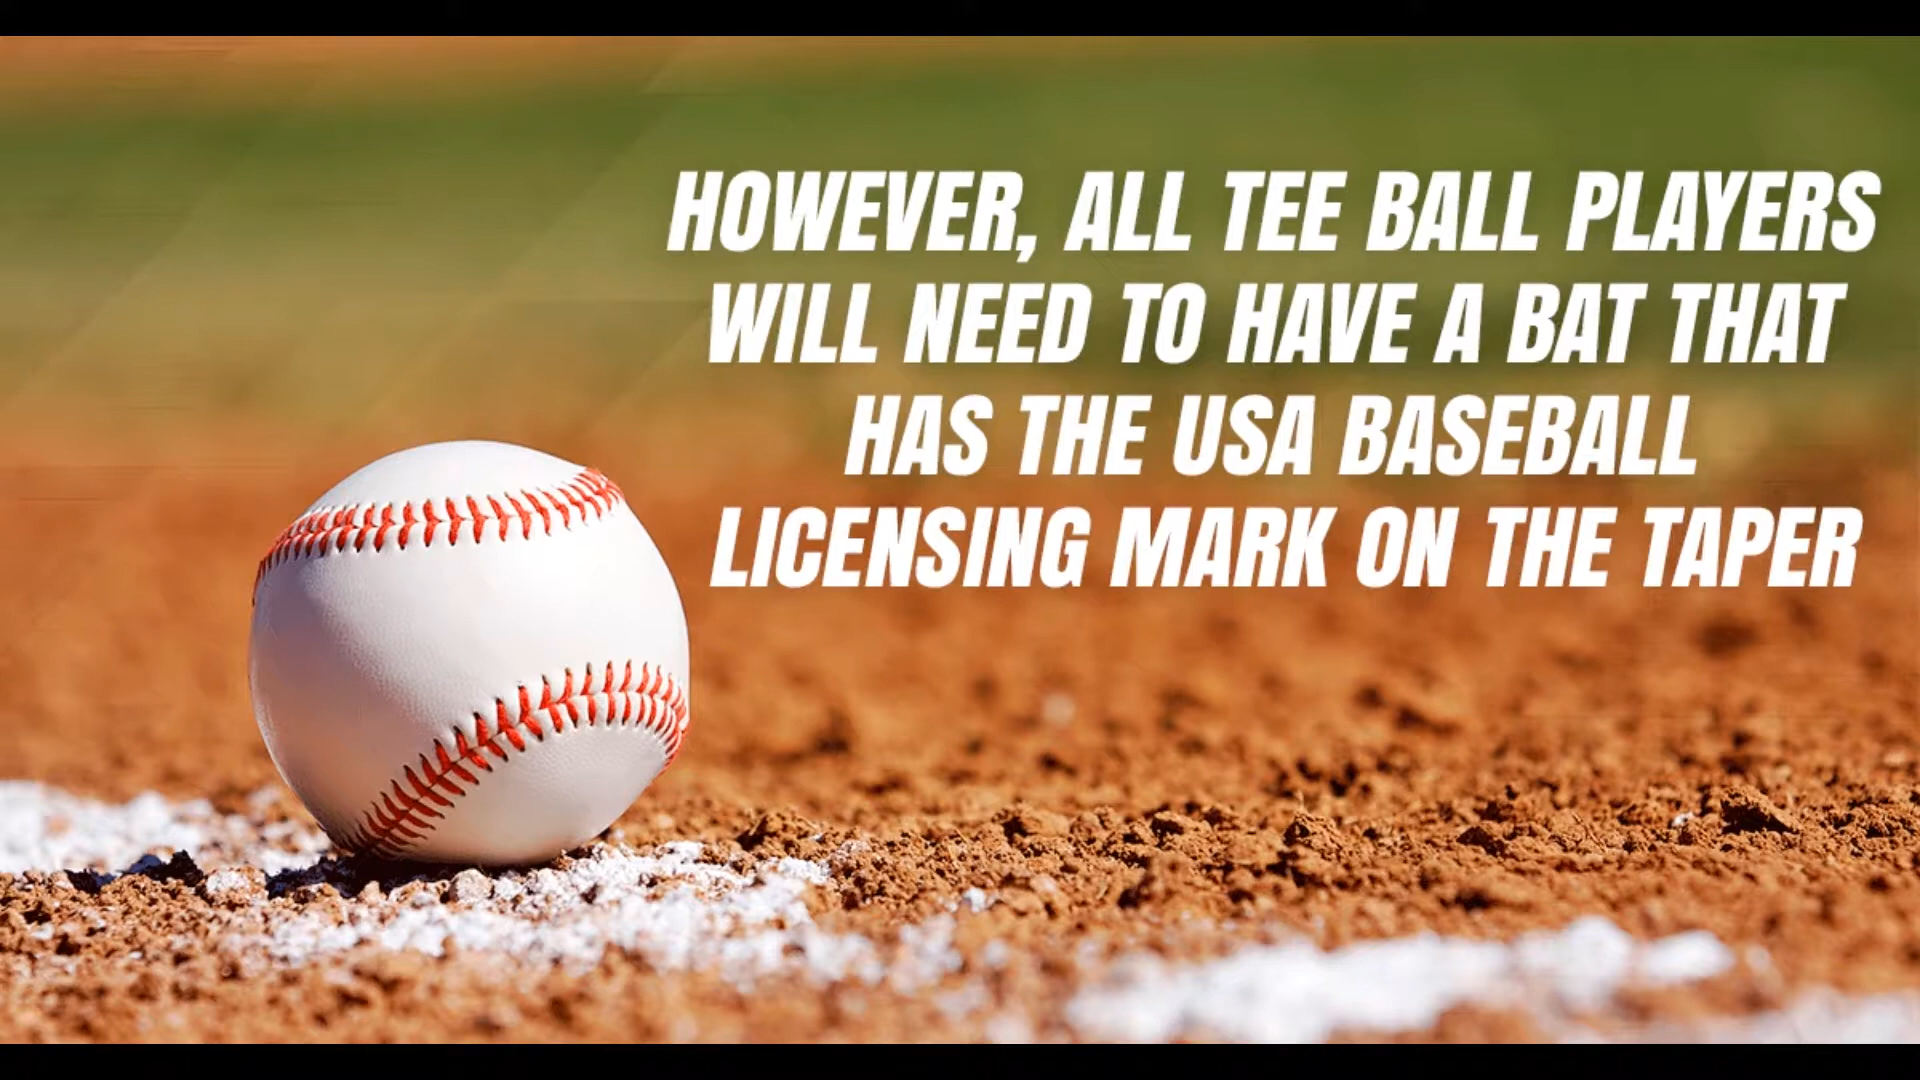 HOWEVER, ALL TEE BALL PLAYERS
WILL NEED TO HAVE A BAT THAT
HAS THE USA BASEBALL
LICENSING MARK ON THE TAPER